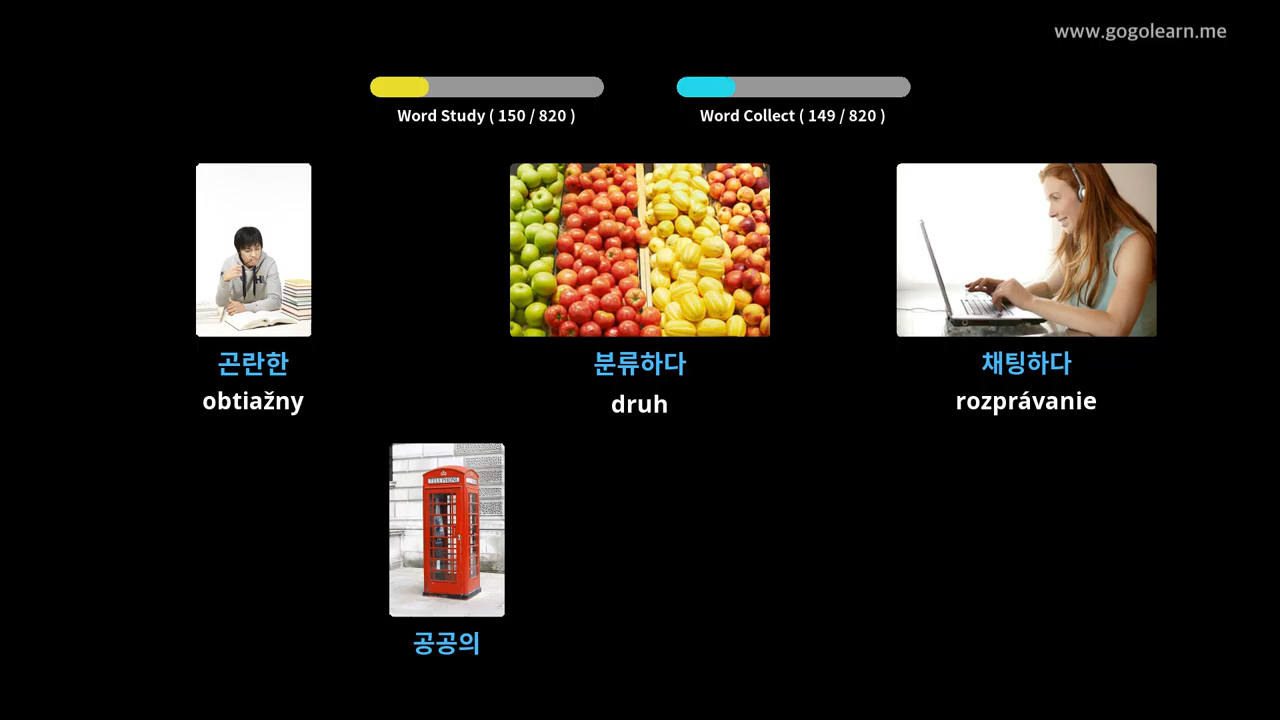 www.gogolearn.me
Word Study ( 150 / 820 )
Word Collect ( 149 / 820 )
곤란한
obtiažny
분류하다
druh
채팅하다
rozprávanie
TELEPHONE
공공의